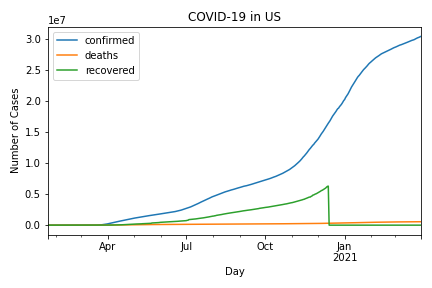 COVID-19 in US
1e7
confirmed
deaths
recovered
Number of Cases
3.0
2.5
2.0
1.5
1.0
0.5
0.0
Apr
Jul
Oct
Jan
2021
Day